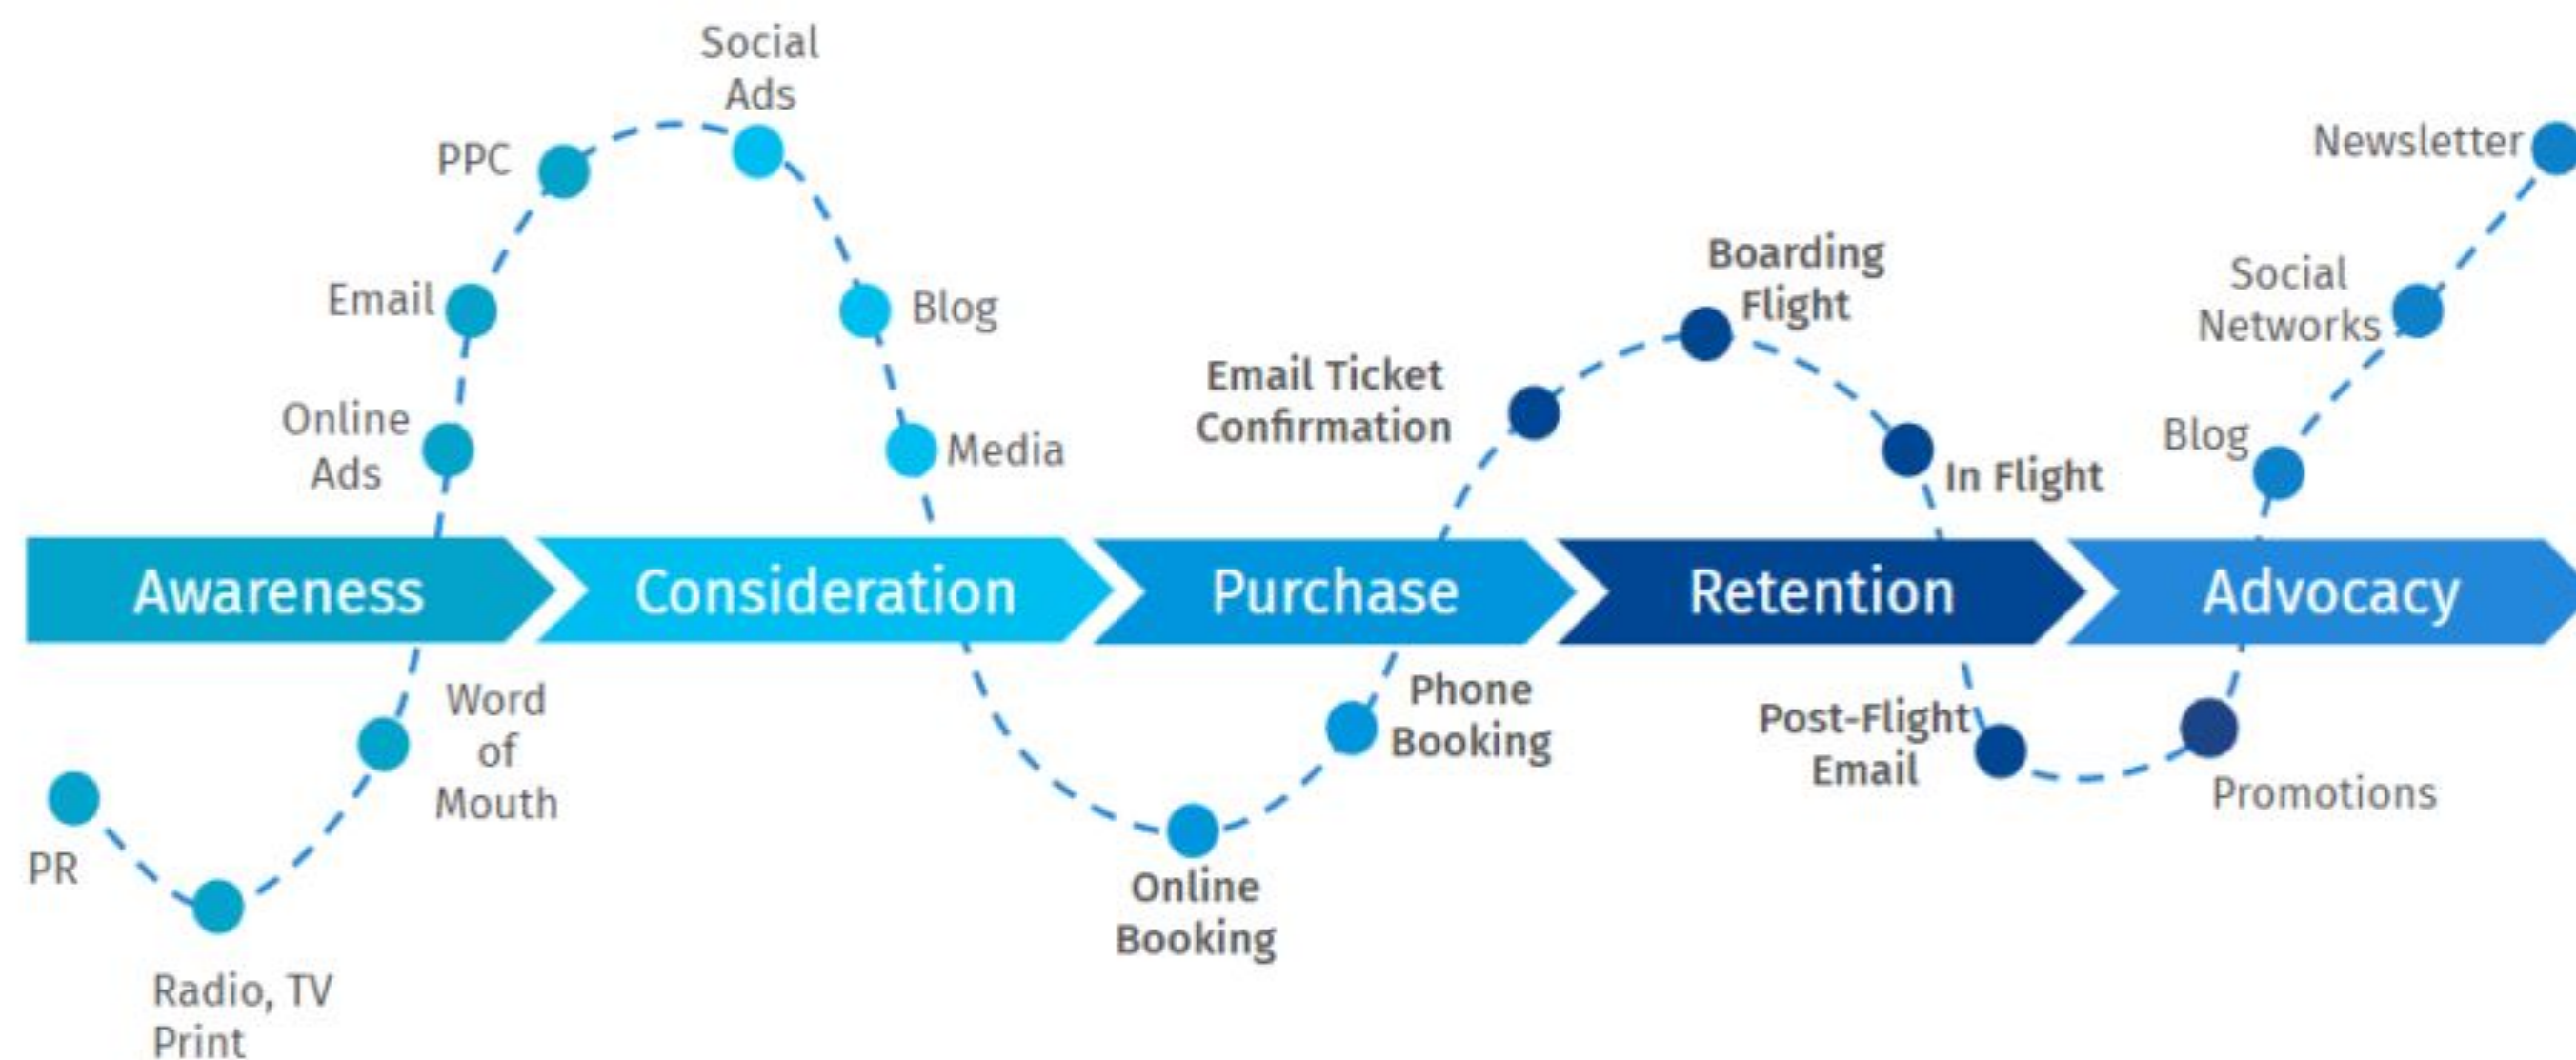 Social
Ads
PPC
Newsletter
Boarding
Flight
Social
Networks
Email
Blog
Email Ticket
Confirmation
Online
Ads
Media
In Flight
Blog
Awareness
Consideration
Purchase
Retention
Advocacy
Word
of
Mouth
Phone
Booking
Post-Flight
Email
Promotions
PR
Online
Booking
Radio, TV
Print